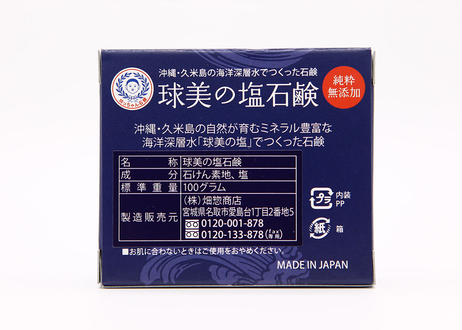 沖縄・久米島の海洋深層水でつくった石鹸
球美の塩石鹸
純粋
無添加
沖縄・久米島の自然が育むミネラル豊富な
海洋深層水「球美の塩」でつくった石鹸
名称 球美の塩石鹸
成分 石けん素地、塩
標準重量 100グラム
製造販売元 (株)畑惣商店
宮城県名取市愛島台1丁目2番地5
0120-001-878
0120-133-878 (fax専用)
プラ 内装
PP
紙 箱
■お肌に合わないときはご使用をおやめください。
MADE IN JAPAN